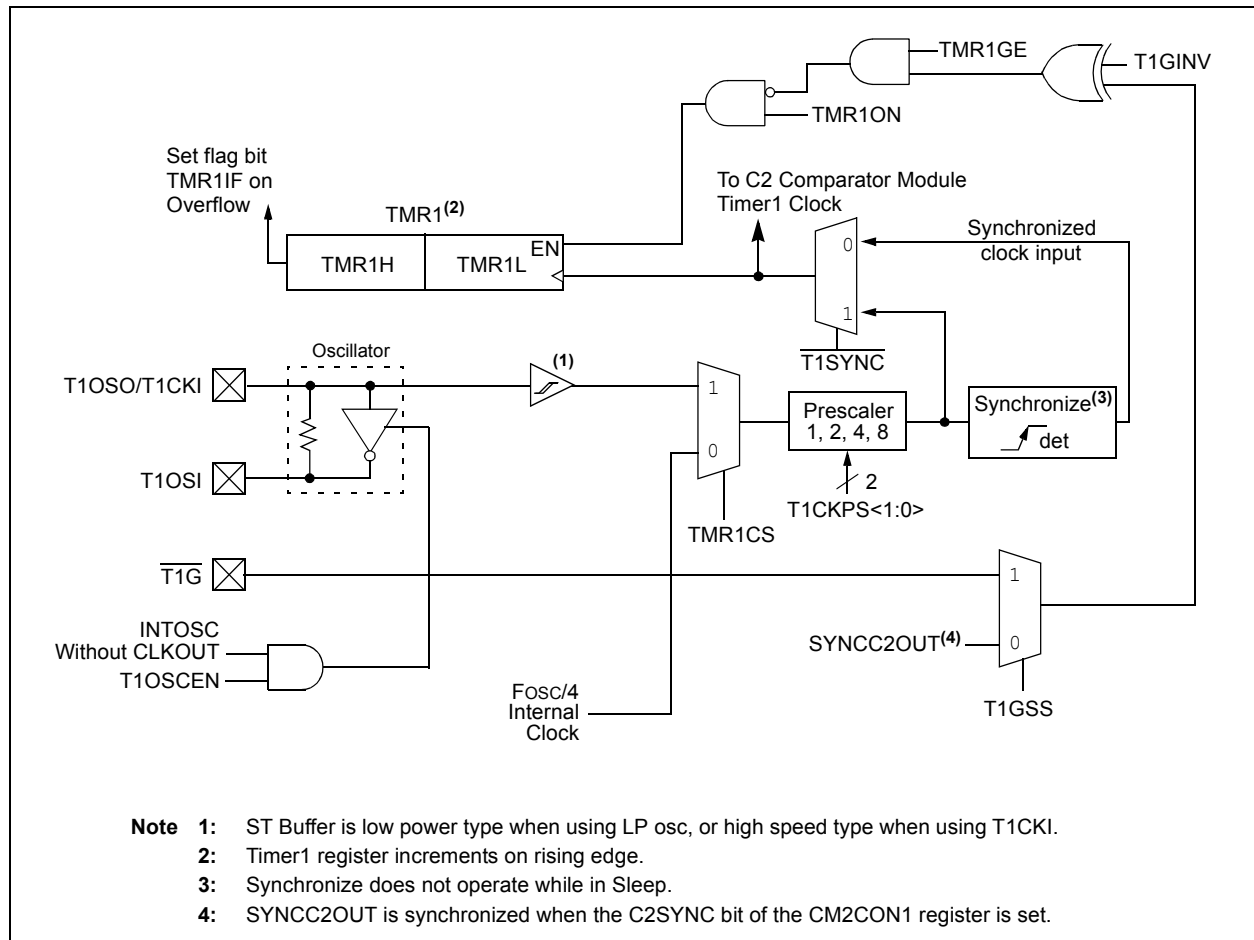 TMR1GE
T1GINV
TMR1ON
Set flag bit
TMR1IF on
Overflow
To C2 Comparator Module
Timer1 Clock
TMR1(2)
EN
TMR1H
TMR1L
0
Synchronized
clock input
1
T1SYNC
Oscillator
(1)
T1OSO/T1CKI
1
Prescaler
1, 2, 4, 8
Synchronize(3)
det
0
T1OSI
2
T1CKPS<1:0>
TMR1CS
T1G
1
INTOSC
Without CLKOUT
SYNCC2OUT(4)
0
T1OSCEN
FOSC/4
Internal
Clock
T1GSS
Note 1: ST Buffer is low power type when using LP osc, or high speed type when using T1CKI.
2: Timer1 register increments on rising edge.
3: Synchronize does not operate while in Sleep.
4: SYNCC2OUT is synchronized when the C2SYNC bit of the CM2CON1 register is set.